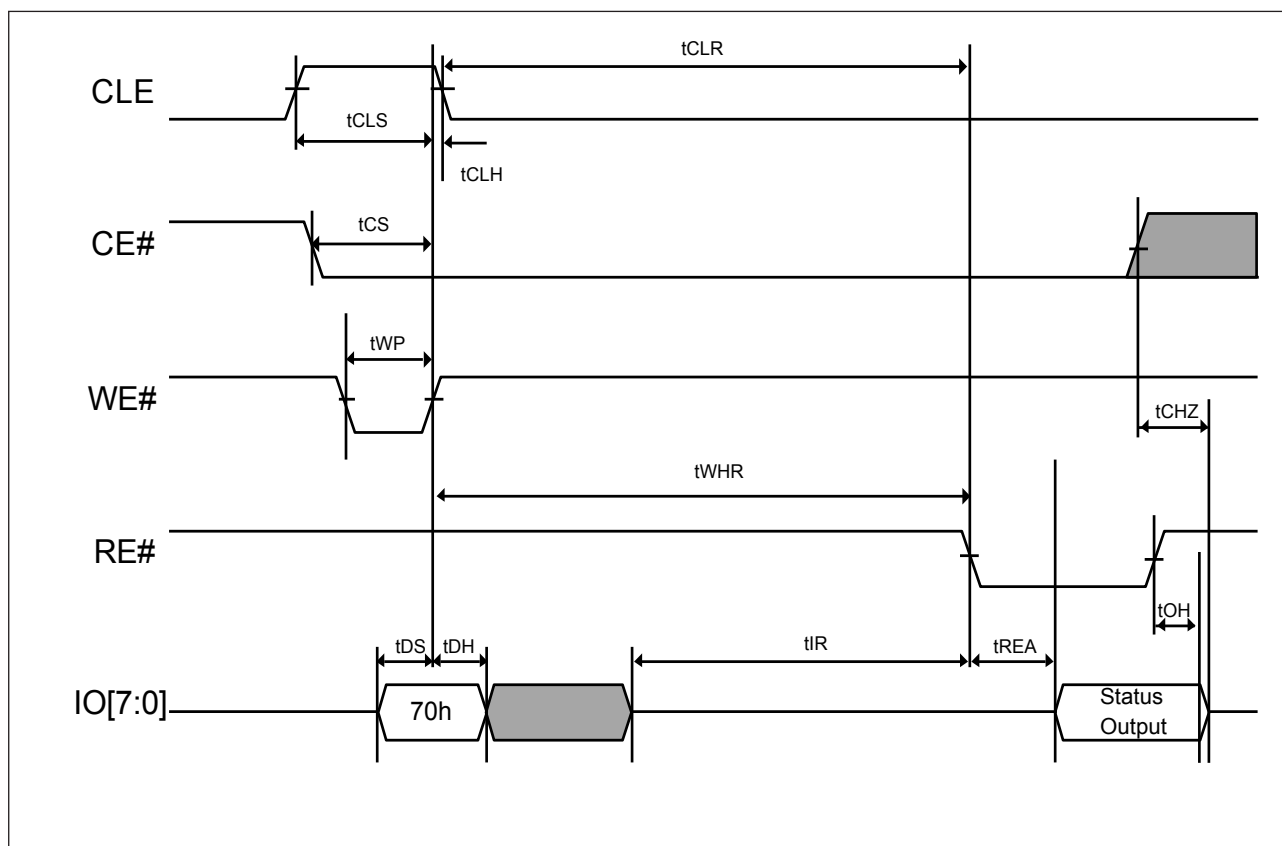 tCLR
CLE
tCLS
tCLH
tCS
CE#
tWP
WE#
tCHZ
tWHR
RE#
tOH
tDS
tDH
tIR
tREA
IO[7:0]
70h
Status
Output